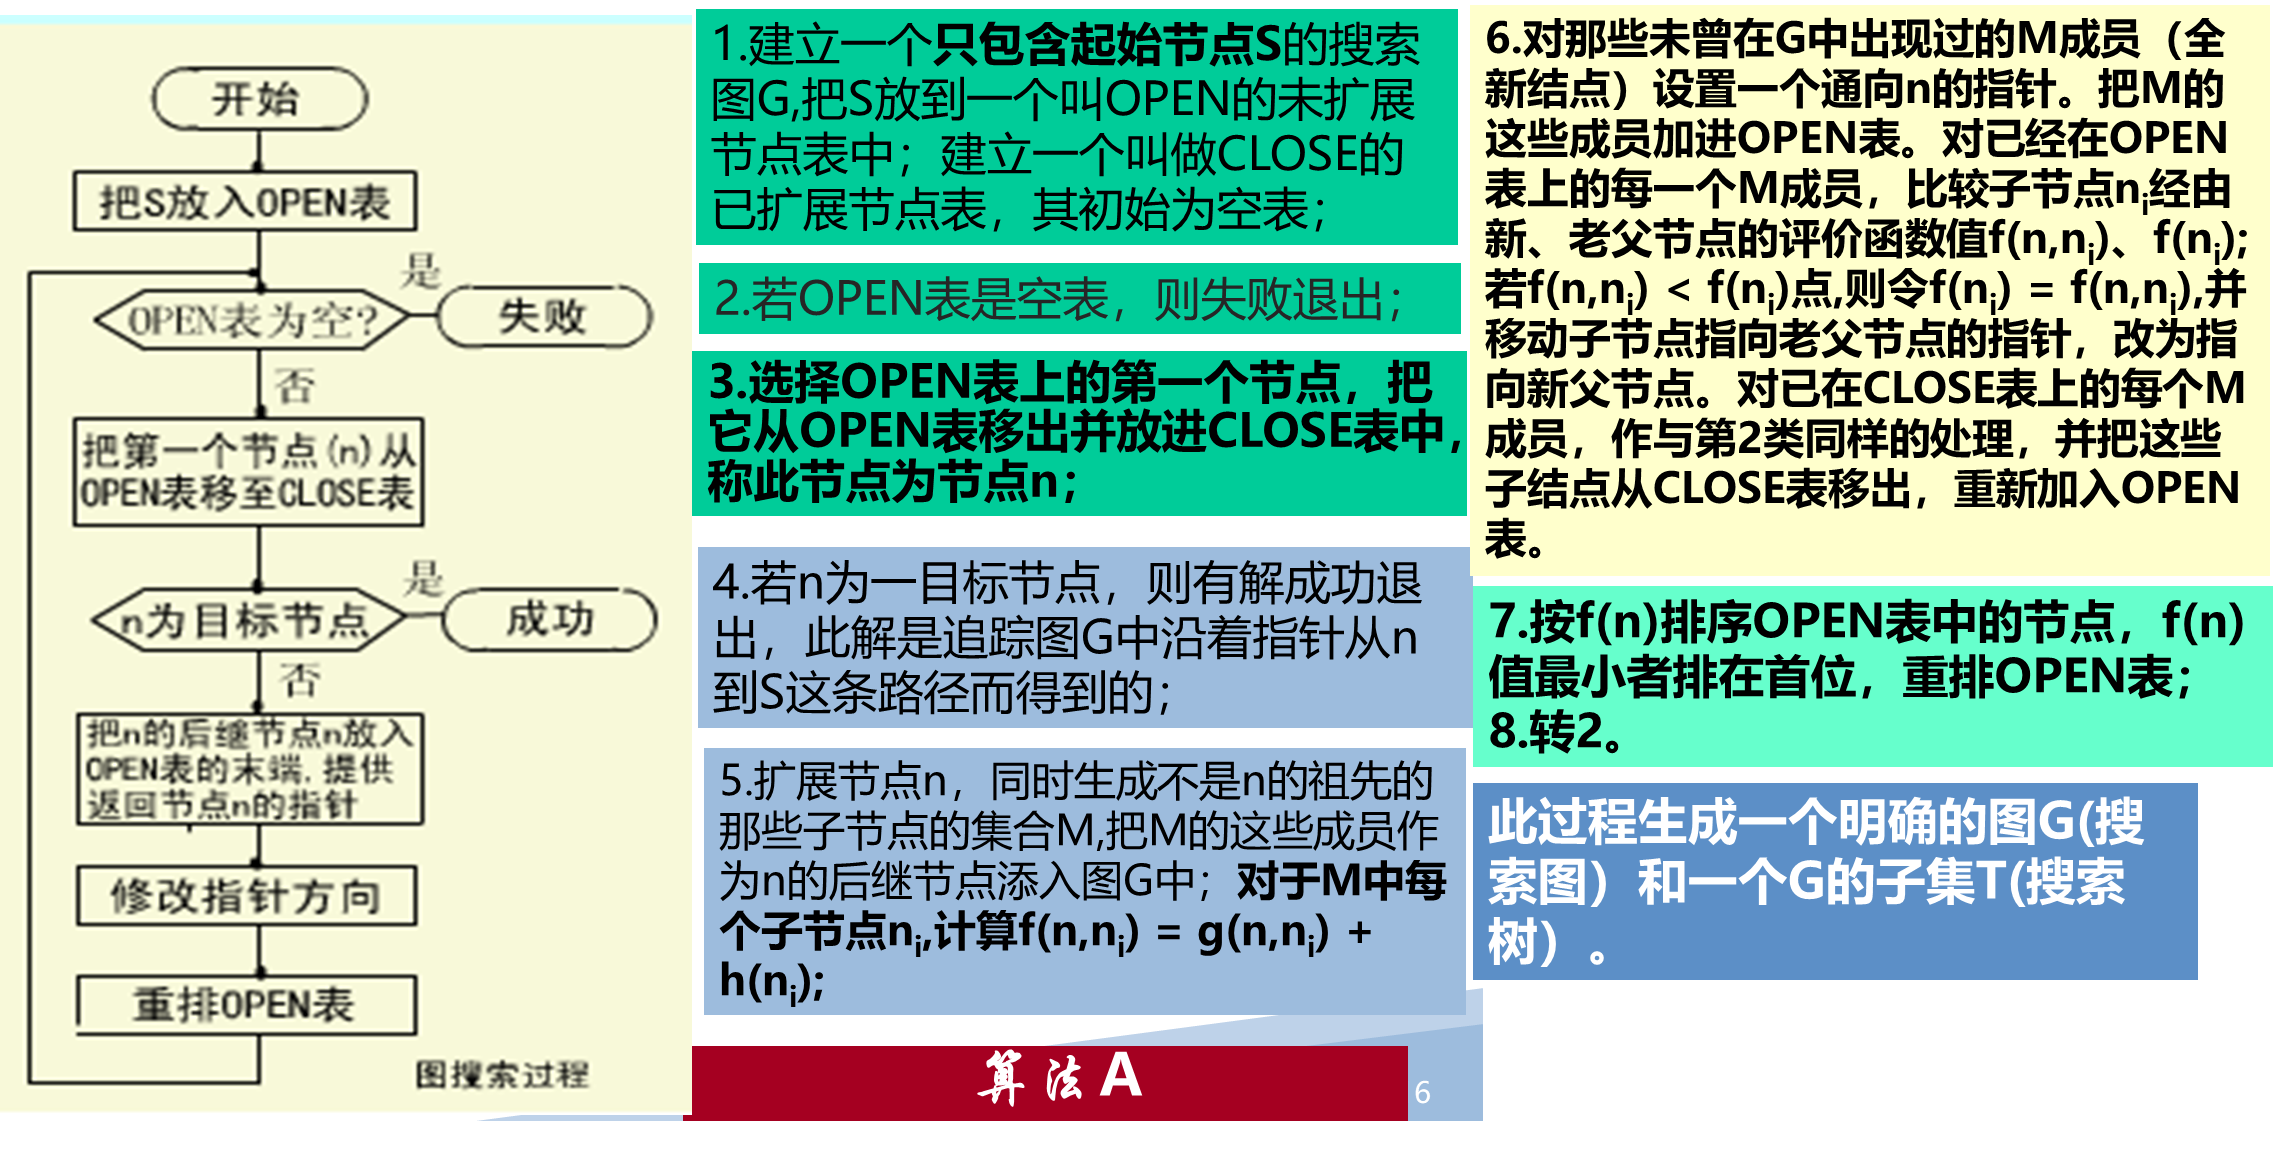 开始
把S放入OPEN表
是
OPEN表为空?
失败
否
把第一个节点(n)从
OPEN表移至CLOSE表
是
n为目标节点
成功
否
把n的后继节点n放入
OPEN表的末端,提供
返回节点n的指针
修改指针方向
重排OPEN表
图搜索过程
1.建立一个只包含起始节点S的搜索
图G,把S放到一个叫OPEN的未扩展
节点表中；建立一个叫做CLOSE的
已扩展节点表，其初始为空表；
2.若OPEN表是空表，则失败退出；
3.选择OPEN表上的第一个节点，把
它从OPEN表移出并放进CLOSE表中，
称此节点为节点n；
4.若n为一目标节点，则有解成功退
出，此解是追踪图G中沿着指针从n
到S这条路径而得到的；
5.扩展节点n，同时生成不是n的祖先的
那些子节点的集合M,把M的这些成员作
为n的后继节点添入图G中；对于M中每
个子节点ni,计算f(n,ni) = g(n,ni) +
h(ni);
算法A
6
6.对那些未曾在G中出现过的M成员（全
新结点）设置一个通向n的指针。把M的
这些成员加进OPEN表。对已经在OPEN
表上的每一个M成员，比较子节点ni经由
新、老父节点的评价函数值f(n,ni)、f(ni);
若f(n,ni) < f(ni)点,则令f(ni) = f(n,ni),并
移动子节点指向老父节点的指针，改为指
向新父节点。对已在CLOSE表上的每个M
成员，作与第2类同样的处理，并把这些
子结点从CLOSE表移出，重新加入OPEN
表。
7.按f(n)排序OPEN表中的节点，f(n)
值最小者排在首位，重排OPEN表；
8.转2。
此过程生成一个明确的图G(搜
索图）和一个G的子集T(搜索
树）。